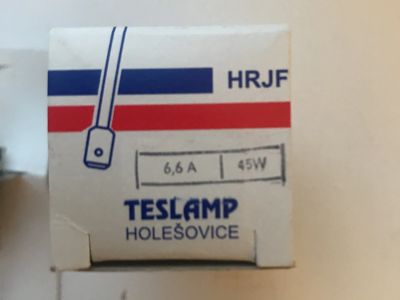 HRJF
6,6 A 45W
TESLAMP
HOLEŠOVICE